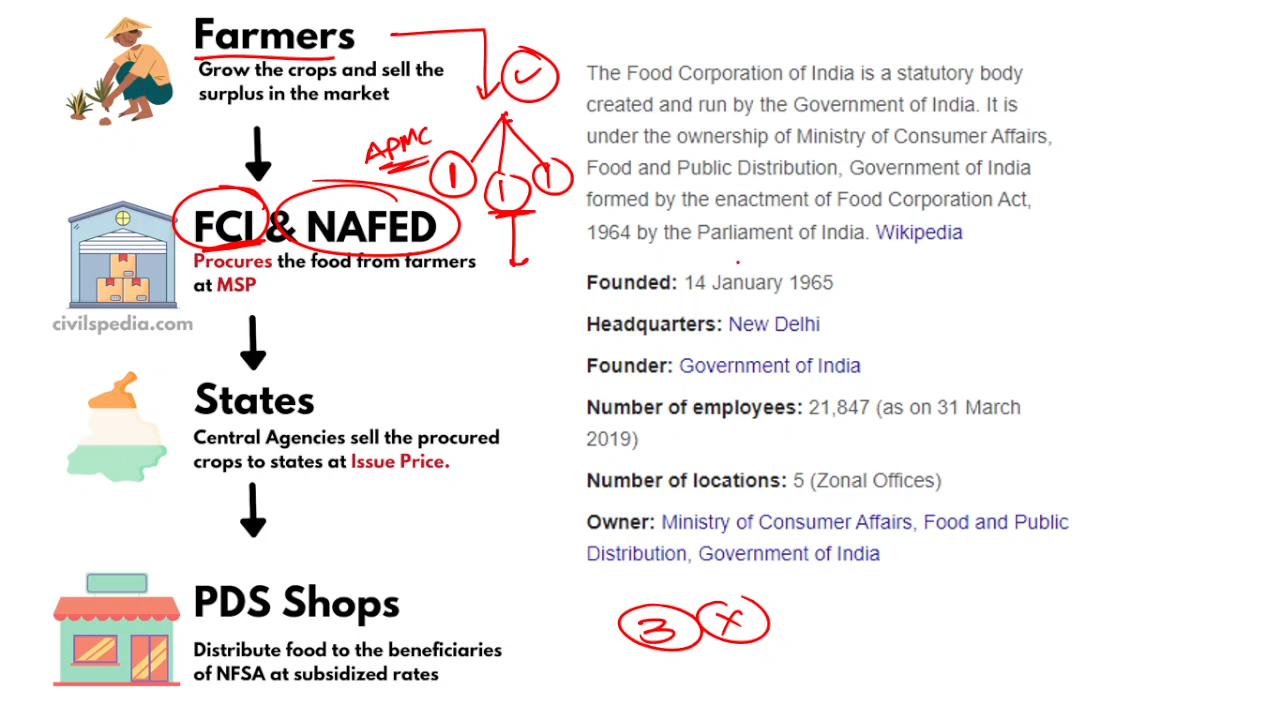 Farmers
Grow the crops and sell the
surplus in the market
APMC
1 1 1
FCI & NAFED
Procures the food from farmers
at MSP
civilspedia.com
States
Central Agencies sell the procured
crops to states at Issue Price.
PDS Shops
Distribute food to the beneficiaries
of NFSA at subsidized rates
The Food Corporation of India is a statutory body
created and run by the Government of India. It is
under the ownership of Ministry of Consumer Affairs,
Food and Public Distribution, Government of India
formed by the enactment of Food Corporation Act,
1964 by the Parliament of India. Wikipedia
Founded: 14 January 1965
Headquarters: New Delhi
Founder: Government of India
Number of employees: 21,847 (as on 31 March
2019)
Number of locations: 5 (Zonal Offices)
Owner: Ministry of Consumer Affairs, Food and Public
Distribution, Government of India
3 x